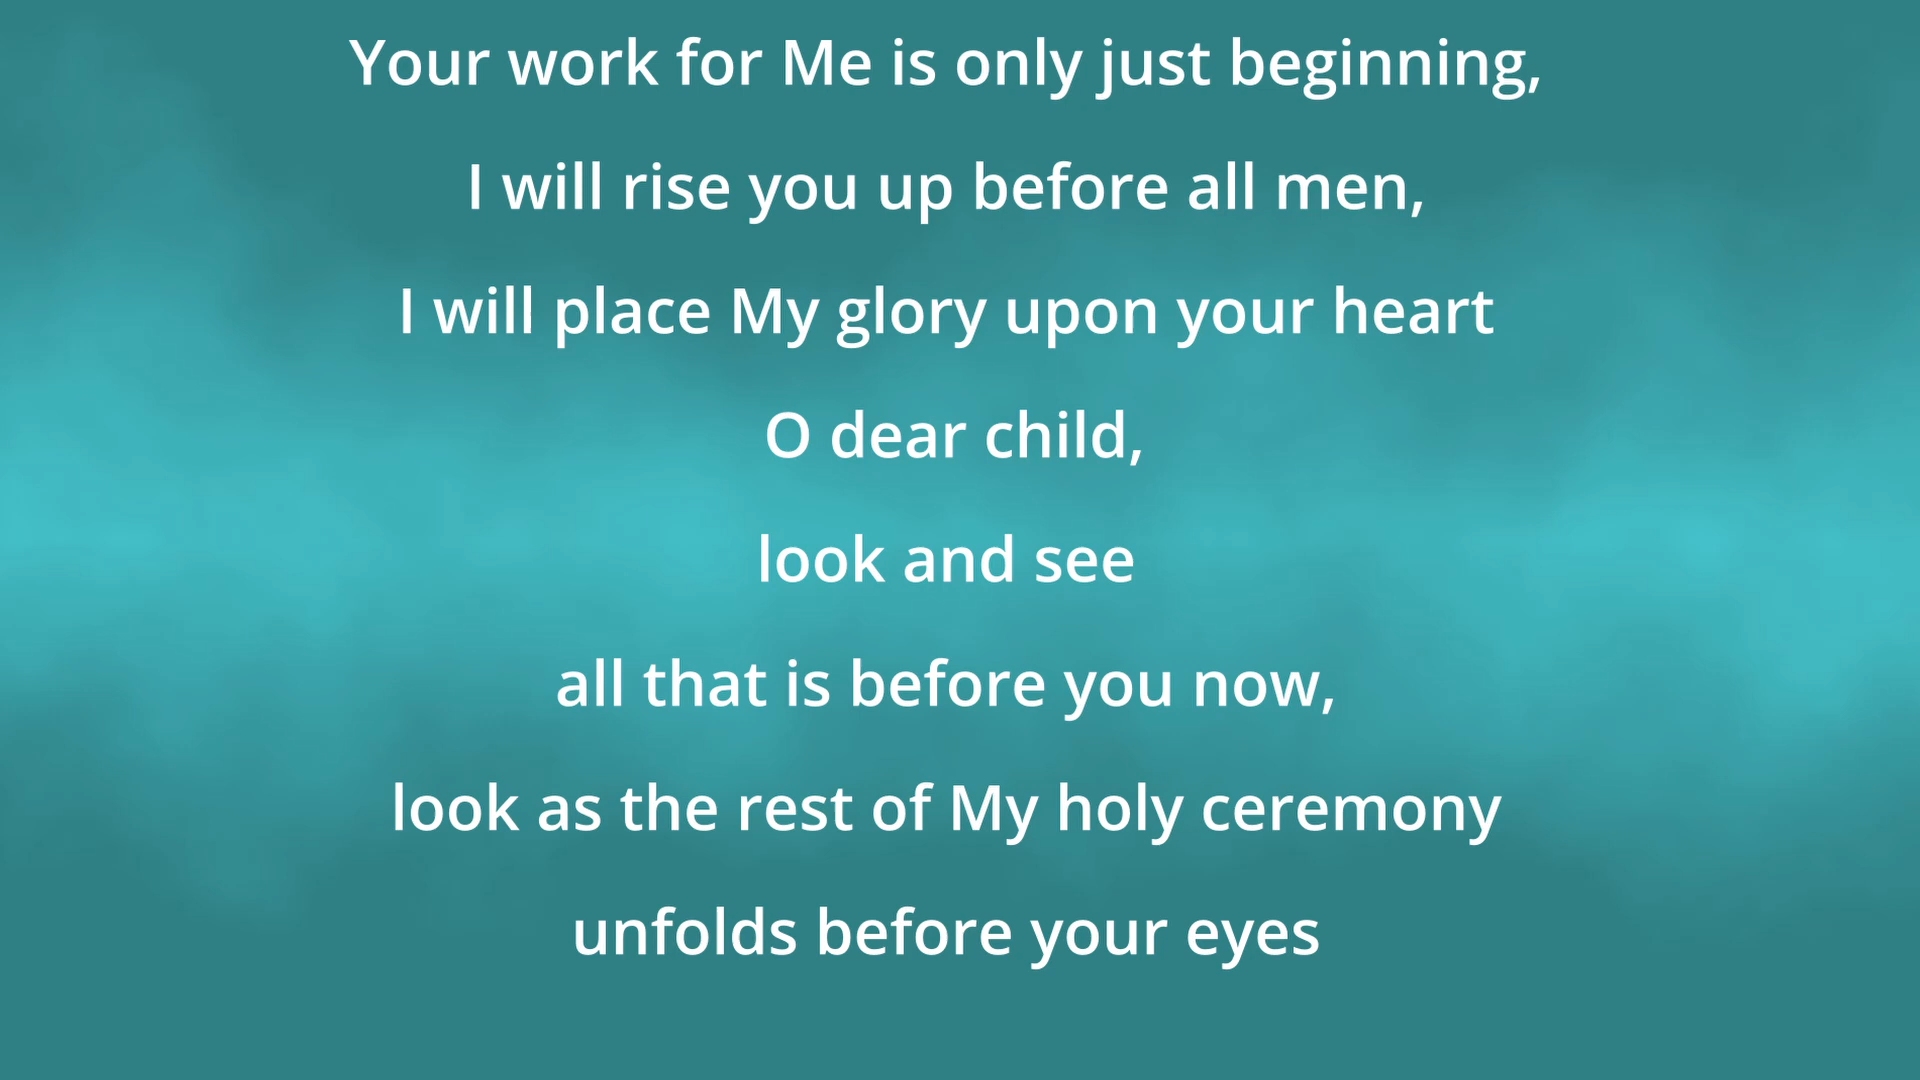 Your work for Me is only just beginning,
I will rise you up before all men,
I will place My glory upon your heart
O dear child,
look and see
all that is before you now,
look as the rest of My holy ceremony
unfolds before your eyes